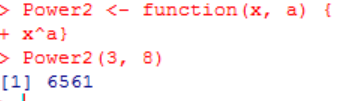 > Power2 <- function(x, a) {
+ x^a}
> Power2(3, 8)
[1] 6561